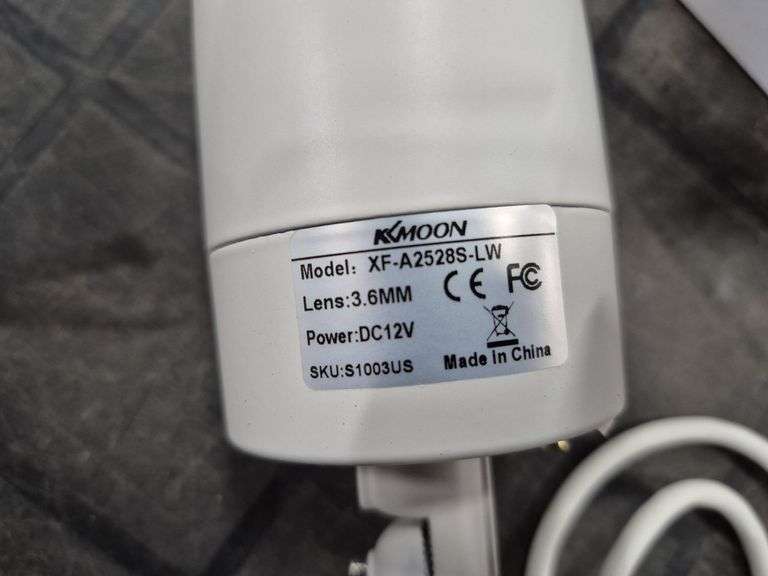 KKMOON
Model: XF-A2528S-LW
Lens:3.6MM
CE FC
Power:DC12V
SKU:S1003US
Made in China